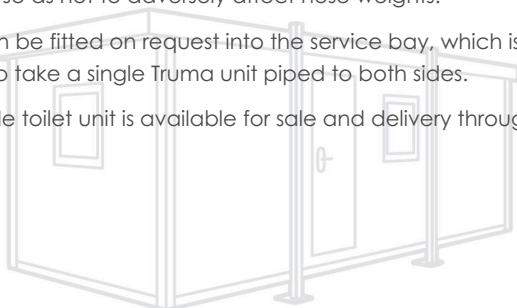 so as not to adversely affect nose weights.
n be fitted on request into the service bay, which is
o take a single Truma unit piped to both sides.
le toilet unit is available for sale and delivery throug